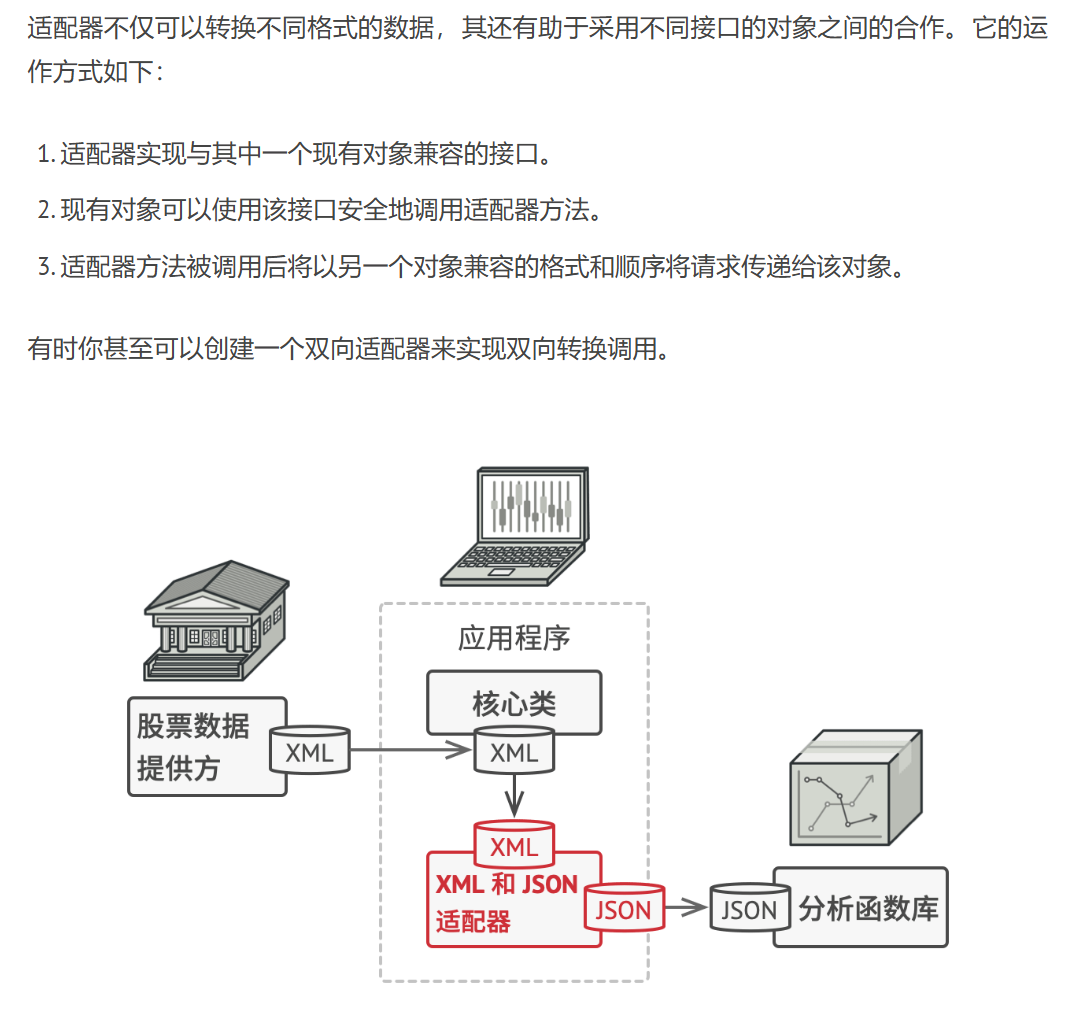 适配器不仅可以转换不同格式的数据，其还有助于采用不同接口的对象之间的合作。它的运
作方式如下：
1. 适配器实现与其中一个现有对象兼容的接口。
2. 现有对象可以使用该接口安全地调用适配器方法。
3. 适配器方法被调用后将以另一个对象兼容的格式和顺序将请求传递给该对象。
有时你甚至可以创建一个双向适配器来实现双向转换调用。
应用程序
核心类
股票数据
提供方
XML
XML
XML
XML 和 JSON
适配器
JSON
JSON
分析函数库